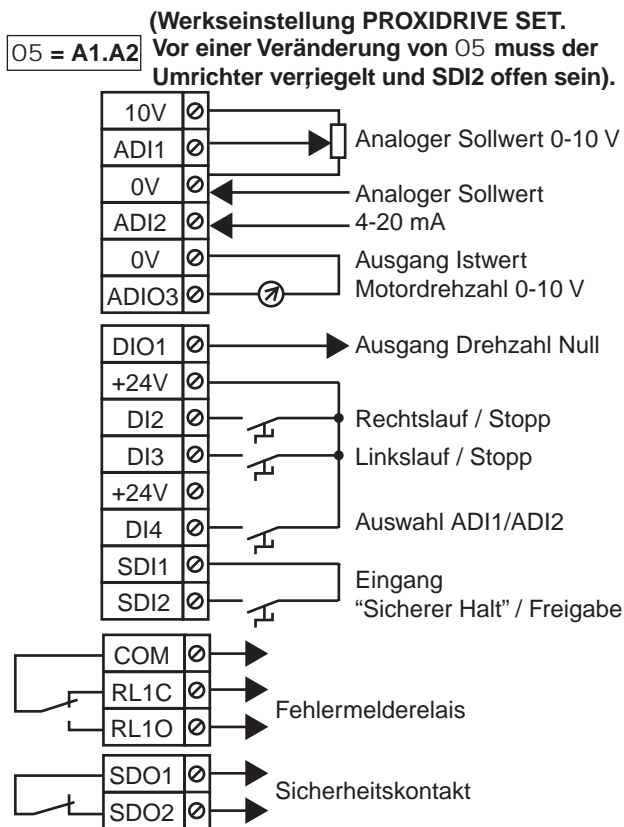 (Werkseinstellung PROXIDRIVE SET.
05 = A1.A2 Vor einer Veränderung von 05 muss der
Umrichter verriegelt und SDI2 offen sein).
10V
ADI1 Analoger Sollwert 0-10 V
0V Analoger Sollwert
ADI2 4-20 mA
0V Ausgang Istwert
ADIO3 Motordrehzahl 0-10 V
DIO1 Ausgang Drehzahl Null
+24V
DI2 Rechtslauf / Stopp
DI3 Linkslauf / Stopp
+24V
DI4 Auswahl ADI1/ADI2
SDI1 Eingang
SDI2 “Sicherer Halt” / Freigabe
COM
RL1C Fehlermelderelais
RL1O
SDO1 Sicherheitskontakt
SDO2